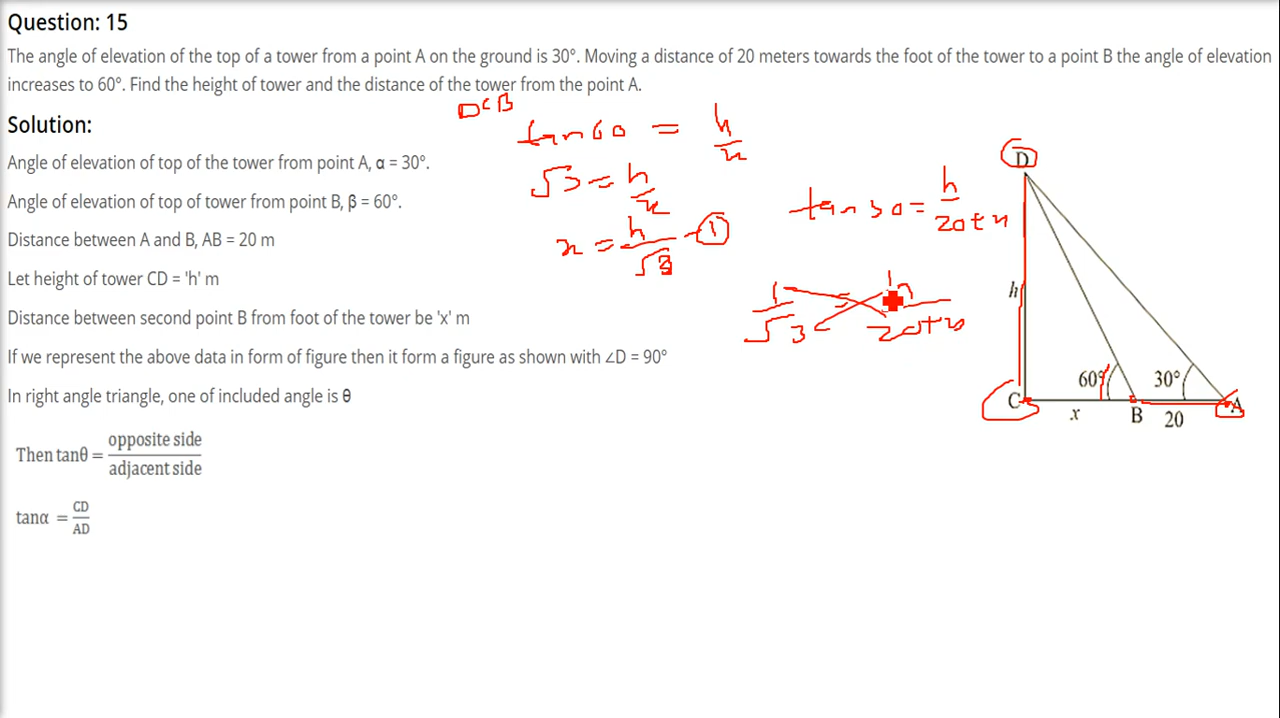 Question: 15
The angle of elevation of the top of a tower from a point A on the ground is 30°. Moving a distance of 20 meters towards the foot of the tower to a point B the angle of elevation
increases to 60°. Find the height of tower and the distance of the tower from the point A.
Solution:
Angle of elevation of top of the tower from point A, α = 30°.
Angle of elevation of top of tower from point B, β = 60°.
Distance between A and B, AB = 20 m
Let height of tower CD = 'h' m
Distance between second point B from foot of the tower be 'x' m
If we represent the above data in form of figure then it form a figure as shown with ∠D = 90°
In right angle triangle, one of included angle is θ
Then tanθ = opposite side / adjacent side
tanα = CD / AD
DCB
tan60 = h / x
√3 = h / x
x = h / √3 - ①
tan30 = h / 20+x
1 / √3 = h / 20+x
D
h
60°
30°
C
B
A
x
20